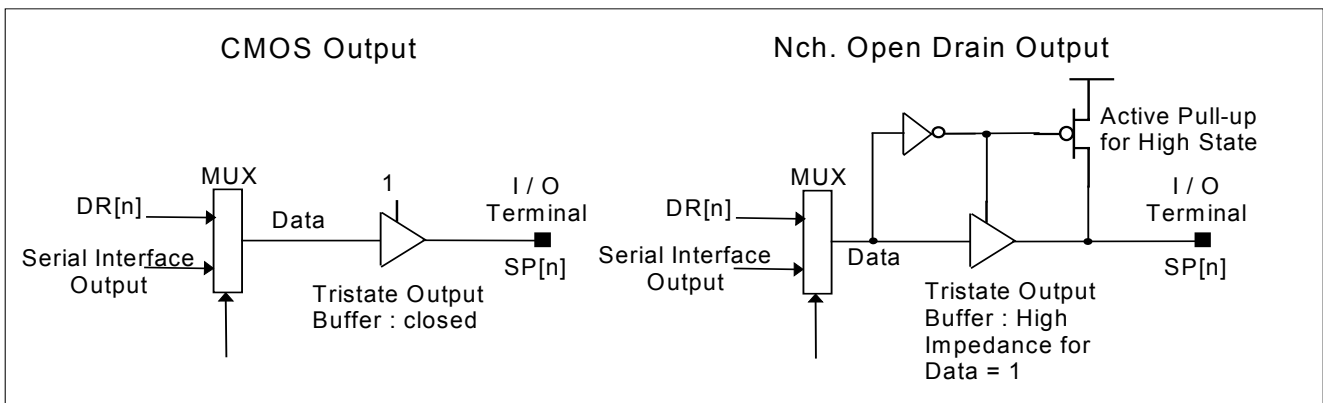 CMOS Output
MUX
1
I / O
Terminal
DR[n]
Data
Serial Interface
Output
SP[n]
Tristate Output
Buffer : closed
Nch. Open Drain Output
Active Pull-up
for High State
MUX
I / O
Terminal
DR[n]
Serial Interface
Output
Data
SP[n]
Tristate Output
Buffer : High
Impedance for
Data = 1